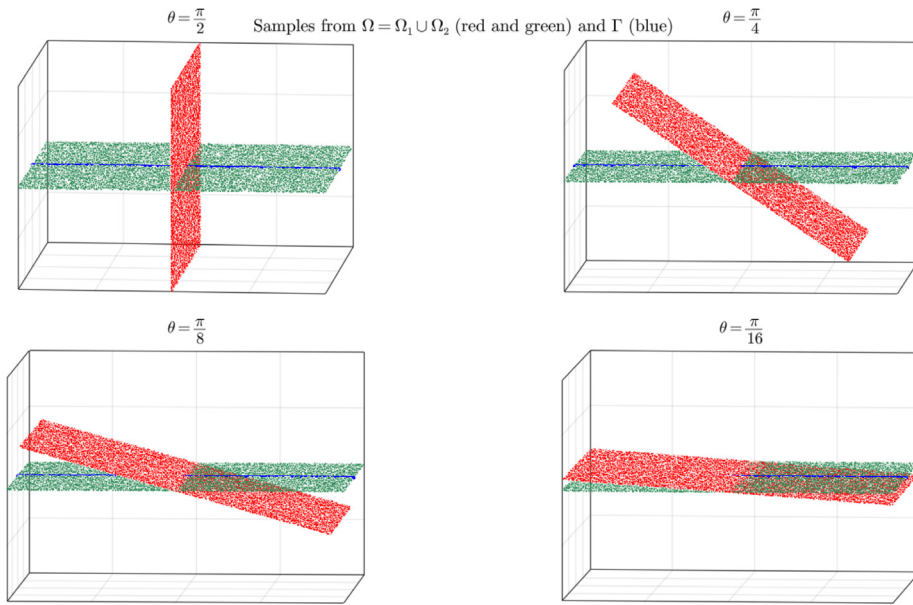 Samples from Ω = Ω₁ ∪ Ω₂ (red and green) and Γ (blue)
θ = π/2
θ = π/4
θ = π/8
θ = π/16